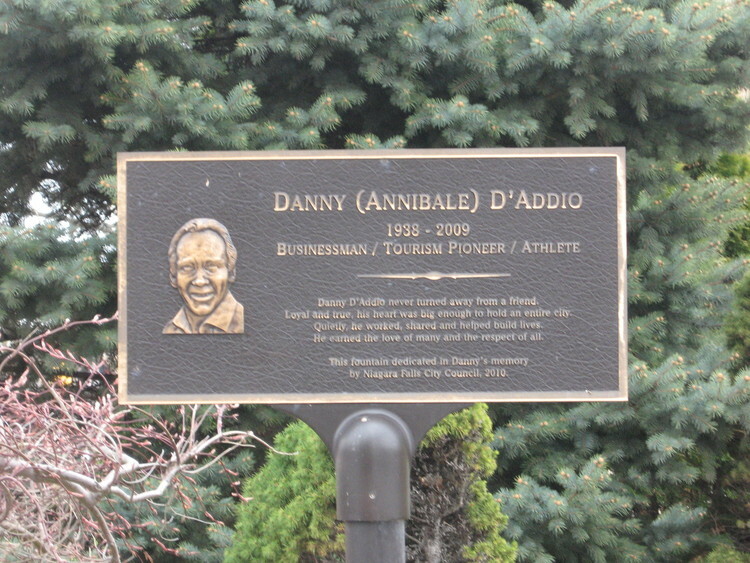 DANNY (ANNIBALE) D'ADDIO
1938 - 2009
BUSINESSMAN / TOURISM PIONEER / ATHLETE
Danny D'Addio never turned away from a friend.
Loyal and true, his heart was big enough to hold an entire city.
Quietly, he worked, shared and helped build lives.
He earned the love of many and the respect of all.
This fountain dedicated in Danny's memory
by Niagara Falls City Council, 2010.